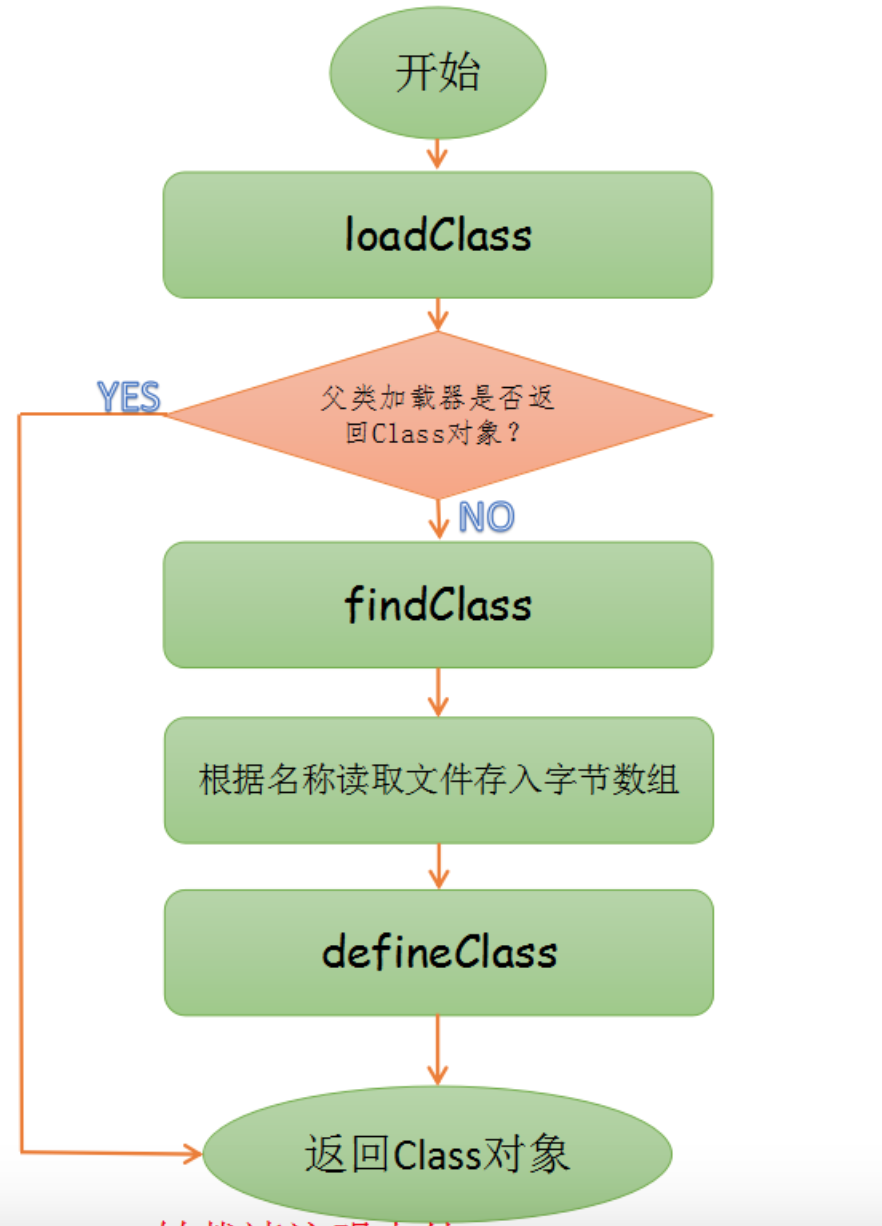 开始
loadClass
YES
父类加载器是否返
回Class对象？
NO
findClass
根据名称读取文件存入字节数组
defineClass
返回Class对象